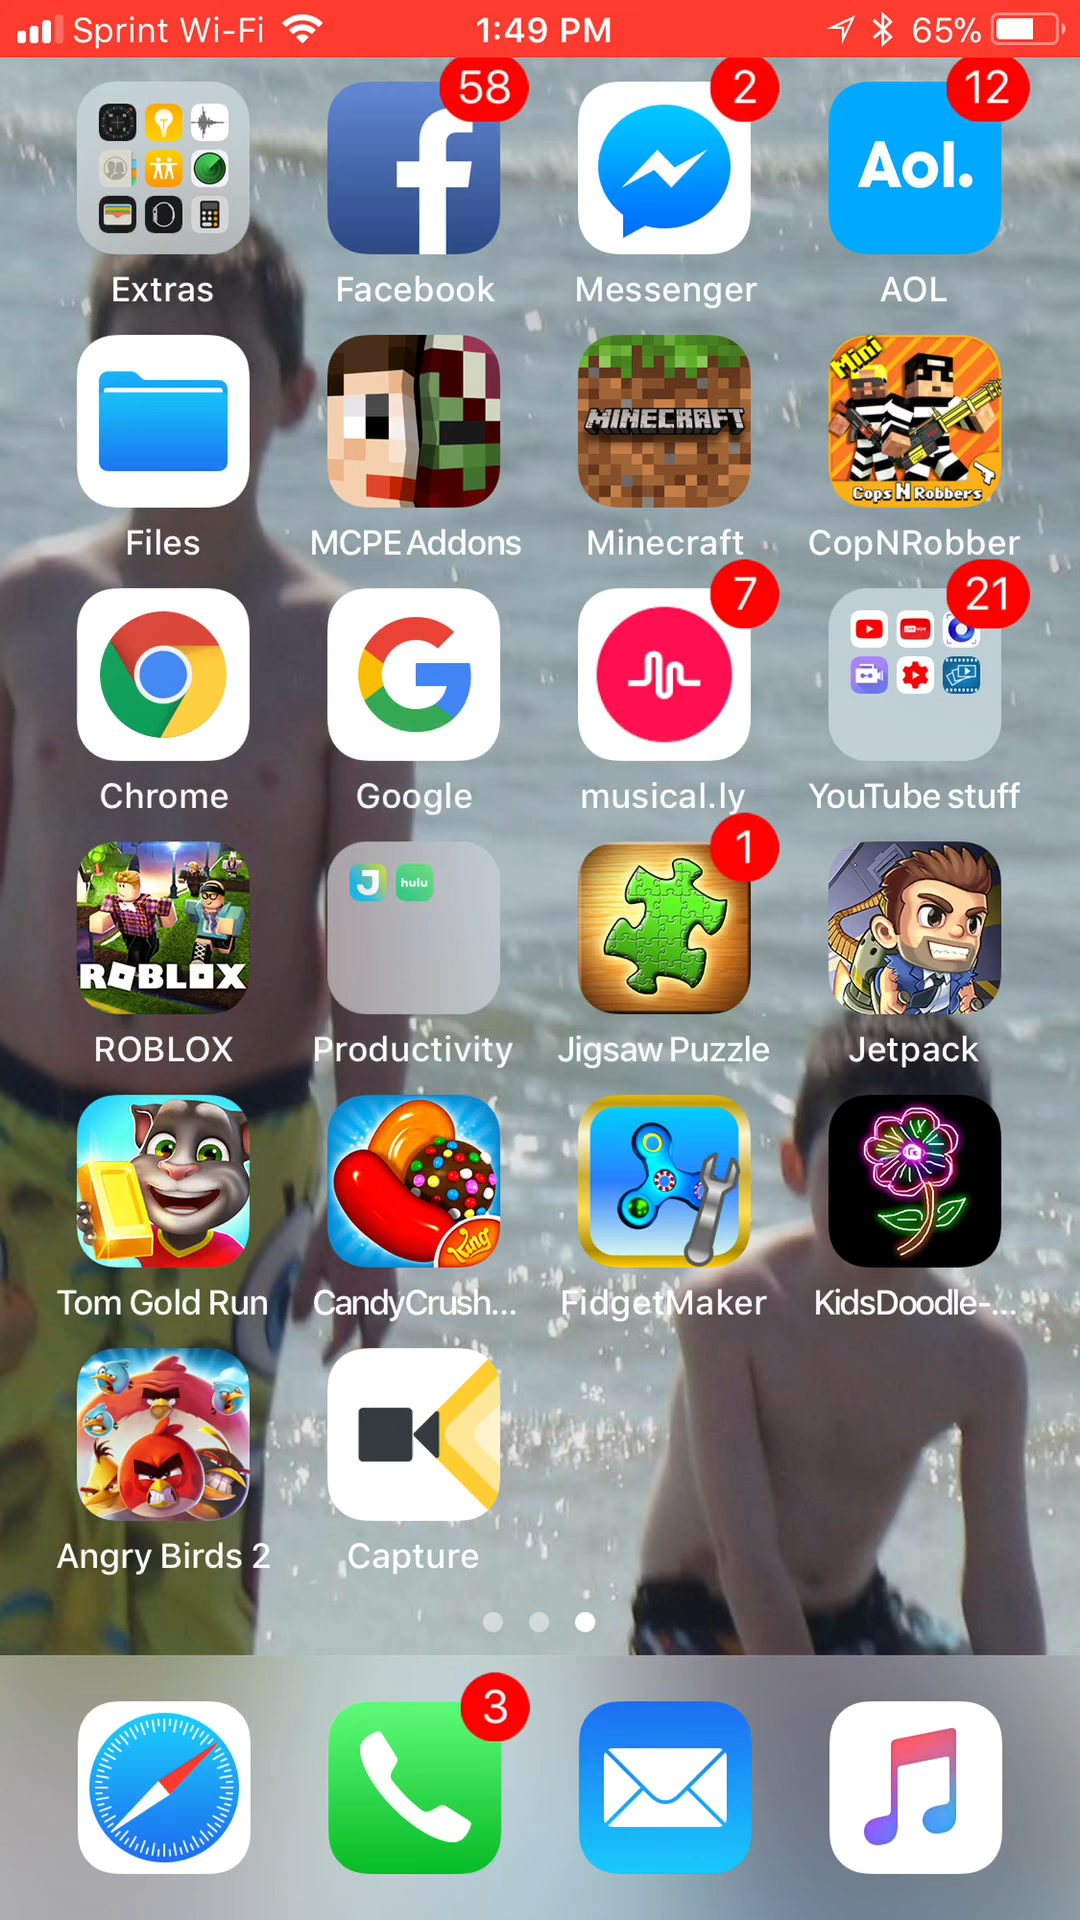 Sprint Wi-Fi 1:49 PM 65%
58 2 12
Aol.
Extras Facebook Messenger AOL
MINECRAFT Mini Cops N Robbers
Files MCPE Addons Minecraft CopNRobber
7 21
Chrome Google musical.ly YouTube stuff
1
ROBLOX J hulu
ROBLOX Productivity Jigsaw Puzzle Jetpack
King
Tom Gold Run CandyCrush... FidgetMaker KidsDoodle-...
Angry Birds 2 Capture
3